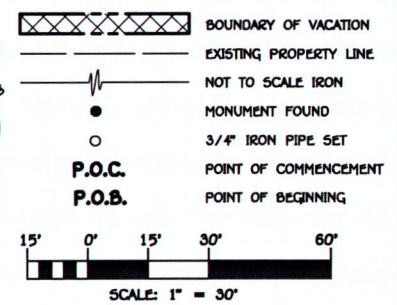 BOUNDARY OF VACATION
EXISTING PROPERTY LINE
NOT TO SCALE IRON
MONUMENT FOUND
3/4" IRON PIPE SET
P.O.C. POINT OF COMMENCEMENT
P.O.B. POINT OF BEGINNING
15' 0' 15' 30' 60'
SCALE: 1" = 30'